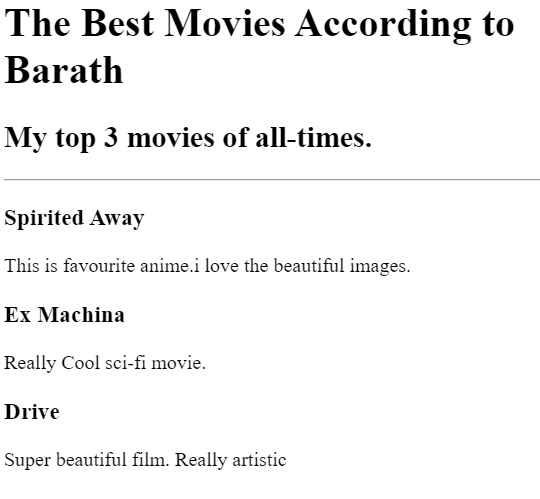 The Best Movies According to
Barath
My top 3 movies of all-times.
Spirited Away
This is favourite anime.i love the beautiful images.
Ex Machina
Really Cool sci-fi movie.
Drive
Super beautiful film. Really artistic